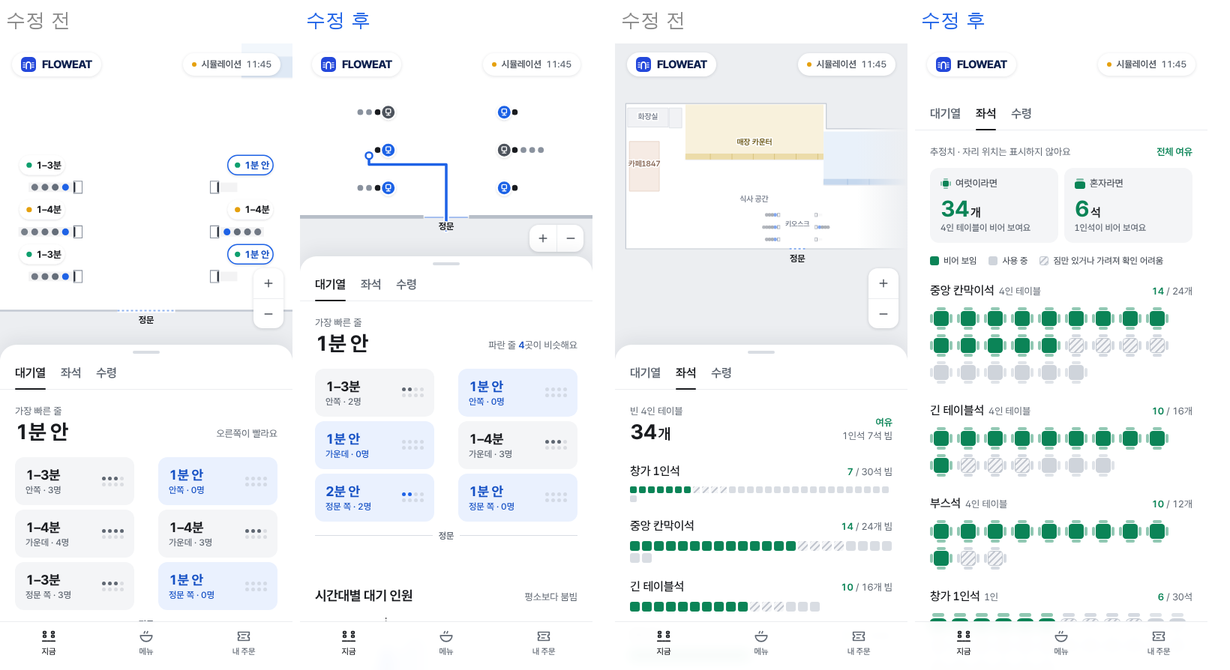 수정 전
FLOWEAT
시뮬레이션 11:45
1–3분
1분 안
1–4분
1–4분
1–3분
1분 안
+
−
정문
대기열 좌석 수령
가장 빠른 줄
1분 안
오른쪽이 빨라요
1–3분
안쪽 · 3명
1분 안
안쪽 · 0명
1–4분
가운데 · 4명
1–4분
가운데 · 3명
1–3분
정문 쪽 · 3명
1분 안
정문 쪽 · 0명
지금 메뉴 내 주문
수정 후
FLOWEAT
시뮬레이션 11:45
정문
+ −
대기열 좌석 수령
가장 빠른 줄
1분 안
파란 줄 4곳이 비슷해요
1–3분
안쪽 · 2명
1분 안
안쪽 · 0명
1분 안
가운데 · 0명
1–4분
가운데 · 3명
2분 안
정문 쪽 · 2명
1분 안
정문 쪽 · 0명
정문
시간대별 대기 인원
평소보다 붐빔
지금 메뉴 내 주문
수정 전
FLOWEAT
시뮬레이션 11:45
화장실
매장 카운터
카페1847
식사 공간
키오스크
정문
+
−
대기열 좌석 수령
빈 4인 테이블
34개
여유
1인석 7석 빔
창가 1인석
7 / 30석 빔
중앙 칸막이석
14 / 24개 빔
긴 테이블석
10 / 16개 빔
지금 메뉴 내 주문
수정 후
FLOWEAT
시뮬레이션 11:45
대기열 좌석 수령
추정치 · 자리 위치는 표시하지 않아요
전체 여유
여럿이라면
34개
4인 테이블이 비어 보여요
혼자라면
6석
1인석이 비어 보여요
비어 보임 사용 중 짐만 있거나 가려져 확인 어려움
중앙 칸막이석 4인 테이블
14 / 24개
긴 테이블석 4인 테이블
10 / 16개
부스석 4인 테이블
10 / 12개
창가 1인석 1인
6 / 30석
지금 메뉴 내 주문